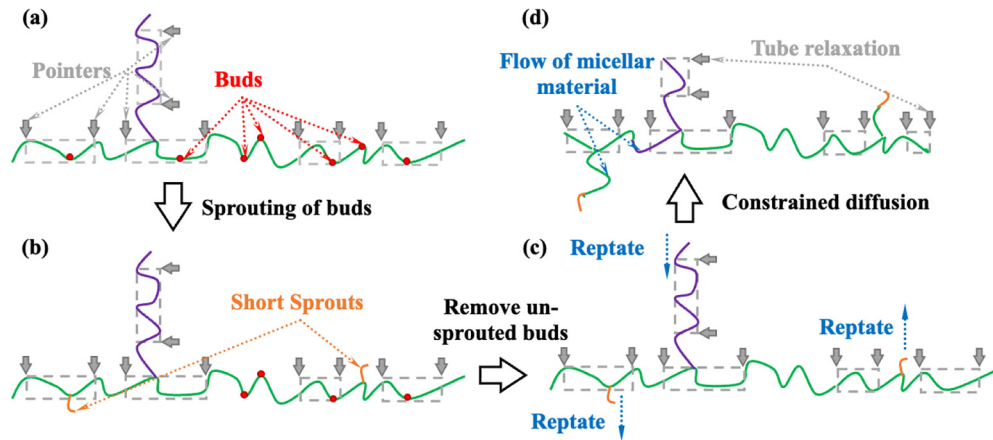 (a)
Pointers
Buds
Sprouting of buds
(d)
Flow of micellar
material
Tube relaxation
Constrained diffusion
(b)
Short Sprouts
Remove un-
sprouted buds
(c)
Reptate
Reptate
Reptate